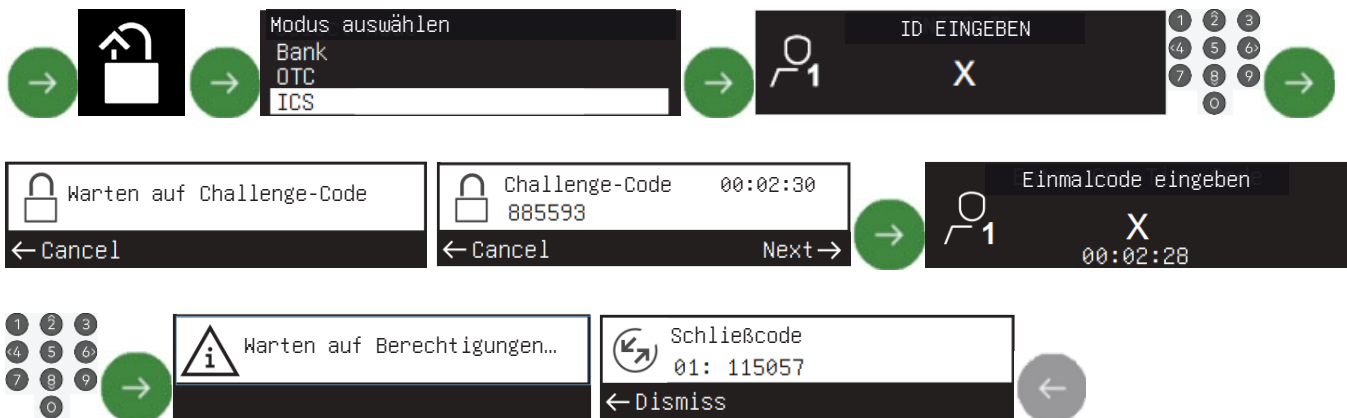 Modus auswählen
Bank
OTC
ICS
1
ID EINGEBEN
X
1 2 3
4 5 6
7 8 9
0
Warten auf Challenge-Code
←Cancel
Challenge-Code 00:02:30
885593
←Cancel Next→
1
Einmalcode eingeben
X
00:02:28
1 2 3
4 5 6
7 8 9
0
i
Warten auf Berechtigungen…
Schließcode
01: 115057
←Dismiss